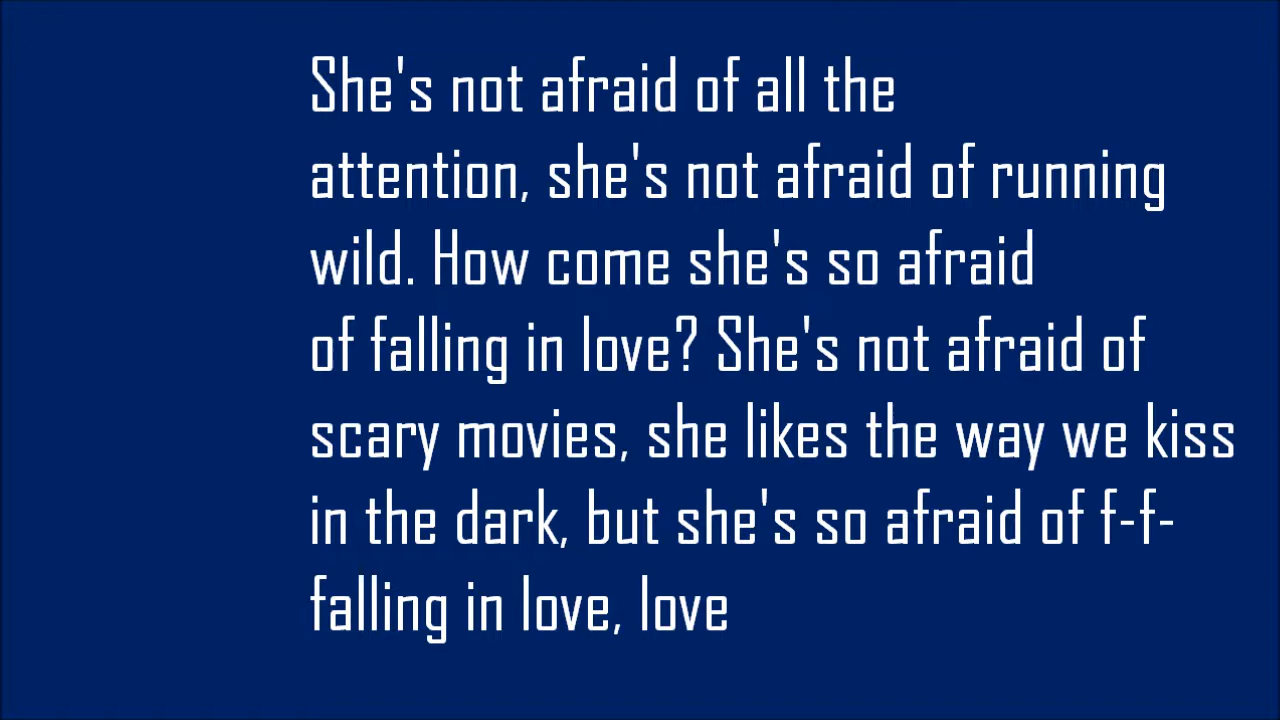 She's not afraid of all the
attention, she's not afraid of running
wild. How come she's so afraid
of falling in love? She's not afraid of
scary movies, she likes the way we kiss
in the dark, but she's so afraid of f-f-
falling in love, love